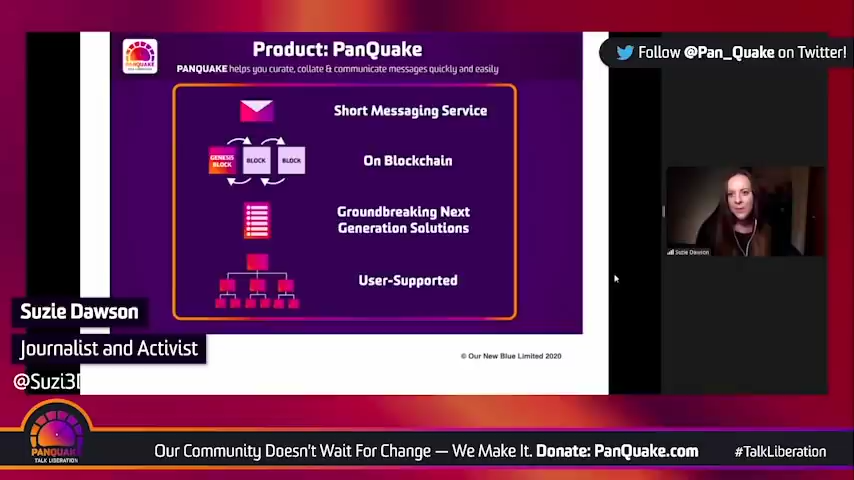 Product: PanQuake
PANQUAKE helps you curate, collate & communicate messages quickly and easily
Short Messaging Service
GENESIS BLOCK
BLOCK
BLOCK
On Blockchain
Groundbreaking Next
Generation Solutions
User-Supported
© Our New Blue Limited 2020
Follow @Pan_Quake on Twitter!
Suzie Dawson
Suzie Dawson
Journalist and Activist
@Suzi3D
PANQUAKE
TALK LIBERATION
Our Community Doesn't Wait For Change — We Make It. Donate: PanQuake.com
#TalkLiberation